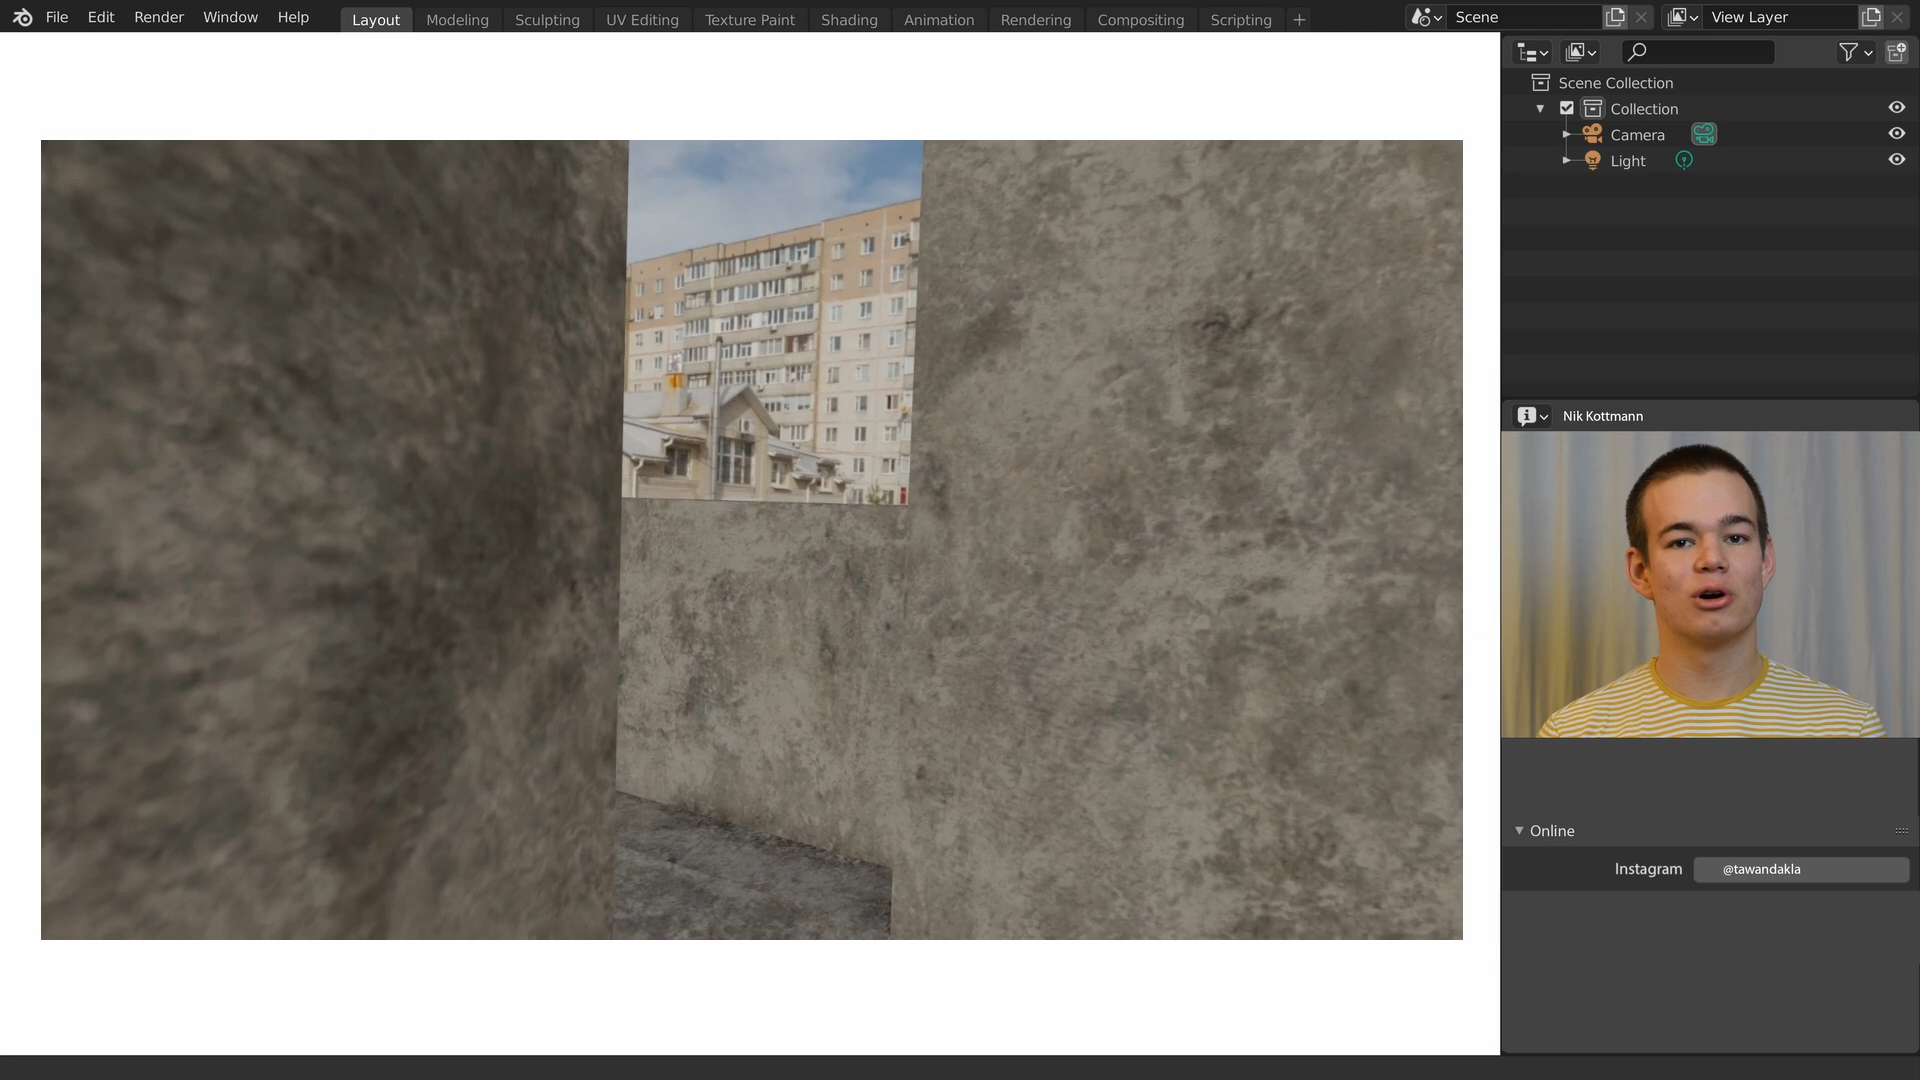 File Edit Render Window Help Layout Modeling Sculpting UV Editing Texture Paint Shading Animation Rendering Compositing Scripting + Scene View Layer
Scene Collection
Collection
Camera
Light
Nik Kottmann
Online
Instagram @tawandakla